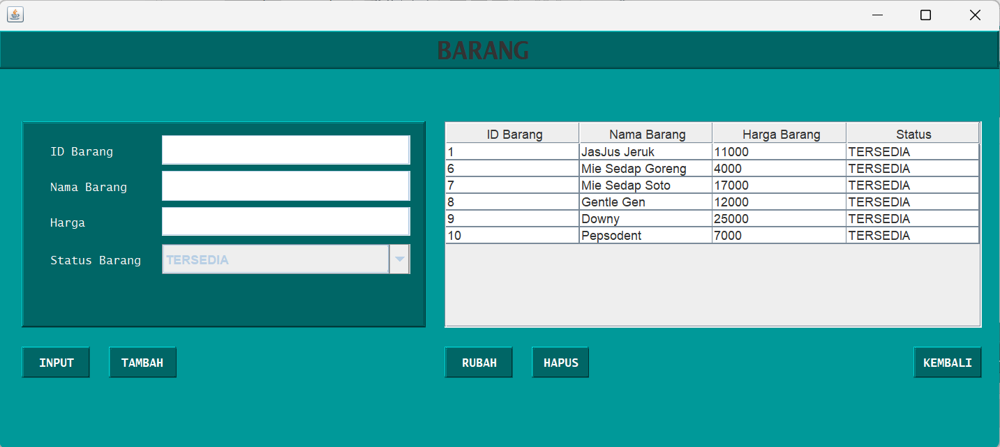 BARANG
ID Barang
Nama Barang
Harga
Status Barang TERSEDIA
ID Barang Nama Barang Harga Barang Status
1 JasJus Jeruk 11000 TERSEDIA
6 Mie Sedap Goreng 4000 TERSEDIA
7 Mie Sedap Soto 17000 TERSEDIA
8 Gentle Gen 12000 TERSEDIA
9 Downy 25000 TERSEDIA
10 Pepsodent 7000 TERSEDIA
INPUT TAMBAH RUBAH HAPUS KEMBALI